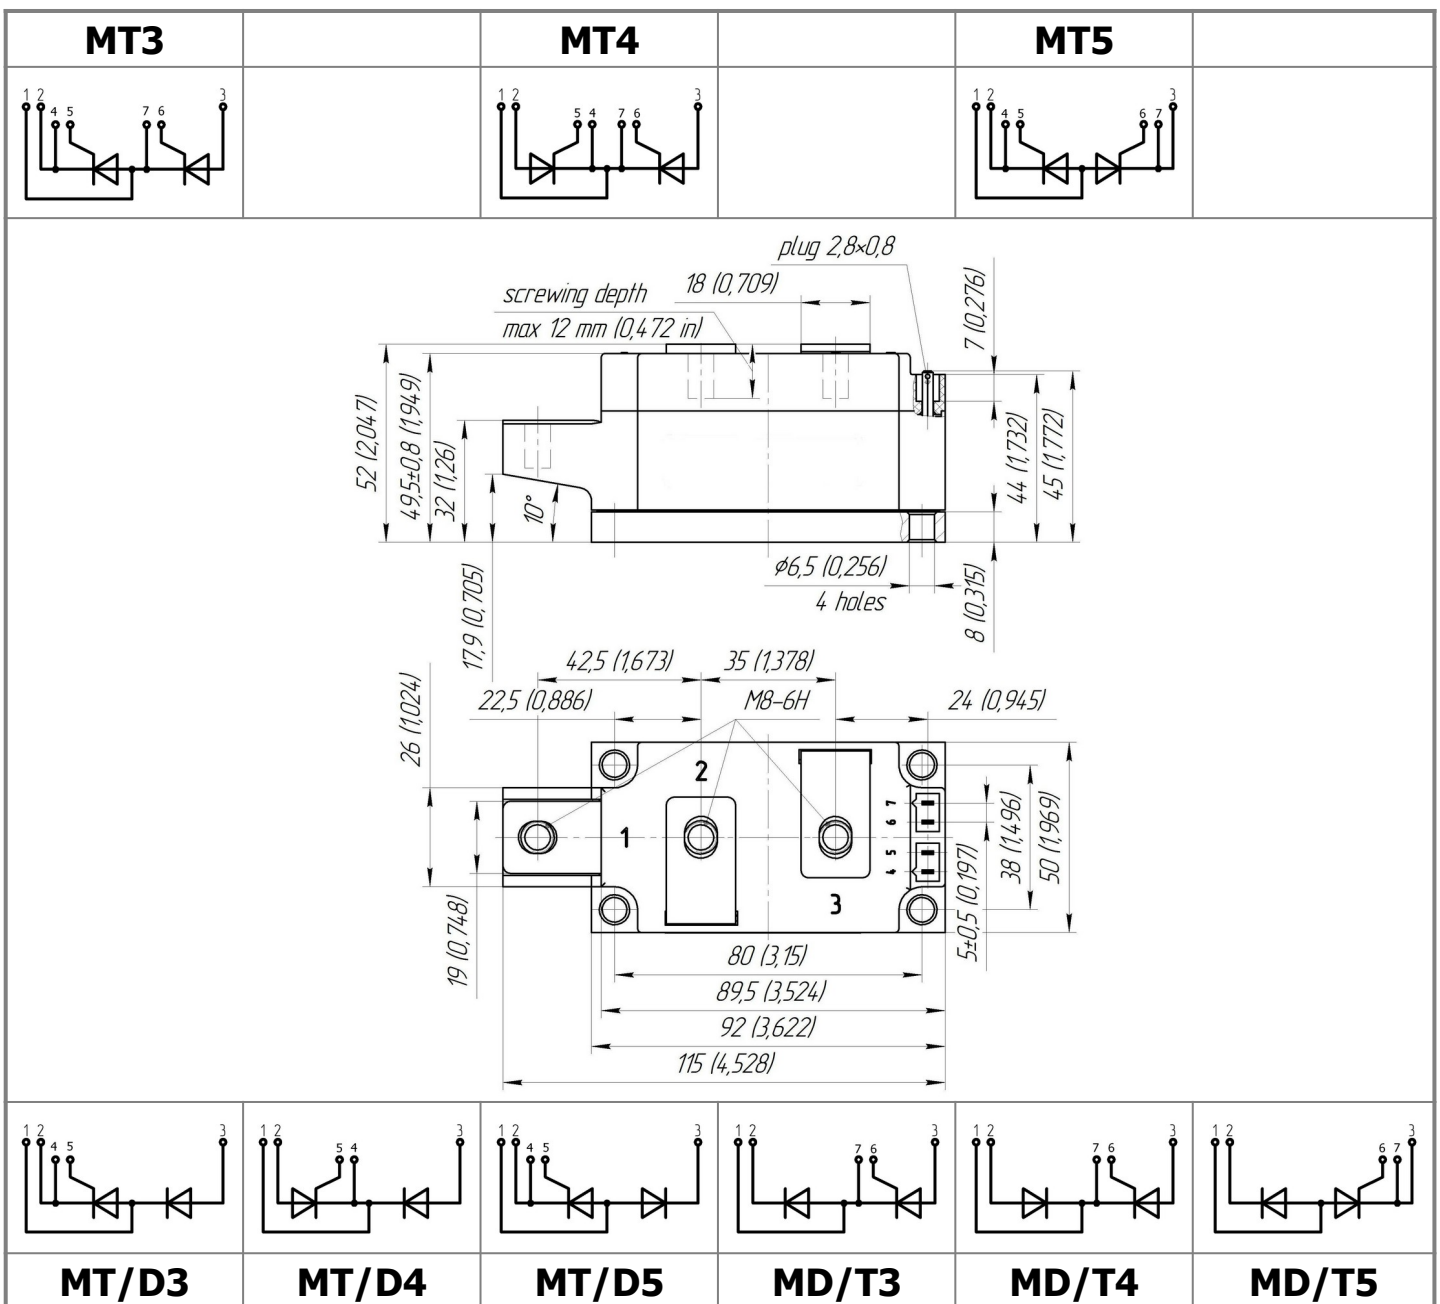 MT3 MT4 MT5
1 2 4 5 7 6 3
1 2 5 4 7 6 3
1 2 4 5 6 7 3
plug 2,8×0,8
18 (0,709)
screwing depth
max 12 mm (0,472 in)
7 (0,276)
52 (2,047)
49,5±0,8 (1,949)
32 (1,26)
10°
17,9 (0,705)
44 (1,732)
45 (1,772)
ϕ6,5 (0,256)
4 holes
8 (0,315)
42,5 (1,673)
35 (1,378)
22,5 (0,886)
M8-6H
24 (0,945)
26 (1,024)
19 (0,748)
1
2
3
7
6
5
4
5±0,5 (0,197)
38 (1,496)
50 (1,969)
80 (3,15)
89,5 (3,524)
92 (3,622)
115 (4,528)
1 2 4 5 3
1 2 5 4 3
1 2 4 5 3
1 2 7 6 3
1 2 7 6 3
1 2 6 7 3
MT/D3 MT/D4 MT/D5 MD/T3 MD/T4 MD/T5